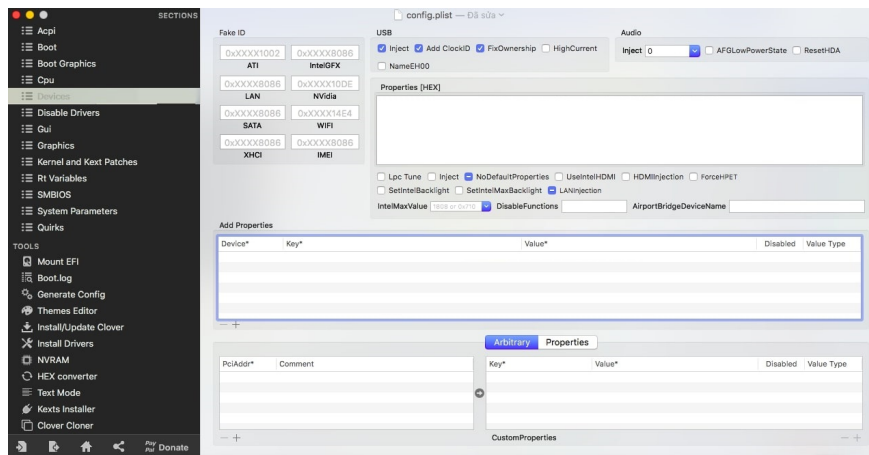 SECTIONS
Acpi
Boot
Boot Graphics
Cpu
Devices
Disable Drivers
Gui
Graphics
Kernel and Kext Patches
Rt Variables
SMBIOS
System Parameters
Quirks
TOOLS
Mount EFI
Boot.log
Generate Config
Themes Editor
Install/Update Clover
Install Drivers
NVRAM
HEX converter
Text Mode
Kexts Installer
Clover Cloner
Pay Pal Donate
config.plist — Đã sửa
Fake ID
0xXXXX1002 0xXXXX8086
ATI IntelGFX
0xXXXX8086 0xXXXX10DE
LAN NVidia
0xXXXX8086 0xXXXX14E4
SATA WIFI
0xXXXX8086 0xXXXX8086
XHCI IMEI
USB
Inject Add ClockID FixOwnership HighCurrent
NameEH00
Audio
Inject 0 AFGLowPowerState ResetHDA
Properties [HEX]
Lpc Tune Inject NoDefaultProperties UseIntelHDMI HDMIInjection ForceHPET
SetIntelBacklight SetIntelMaxBacklight LANInjection
IntelMaxValue 1808 or 0x710 DisableFunctions AirportBridgeDeviceName
Add Properties
Device* Key* Value* Disabled Value Type
Arbitrary Properties
PciAddr* Comment
Key* Value* Disabled Value Type
CustomProperties